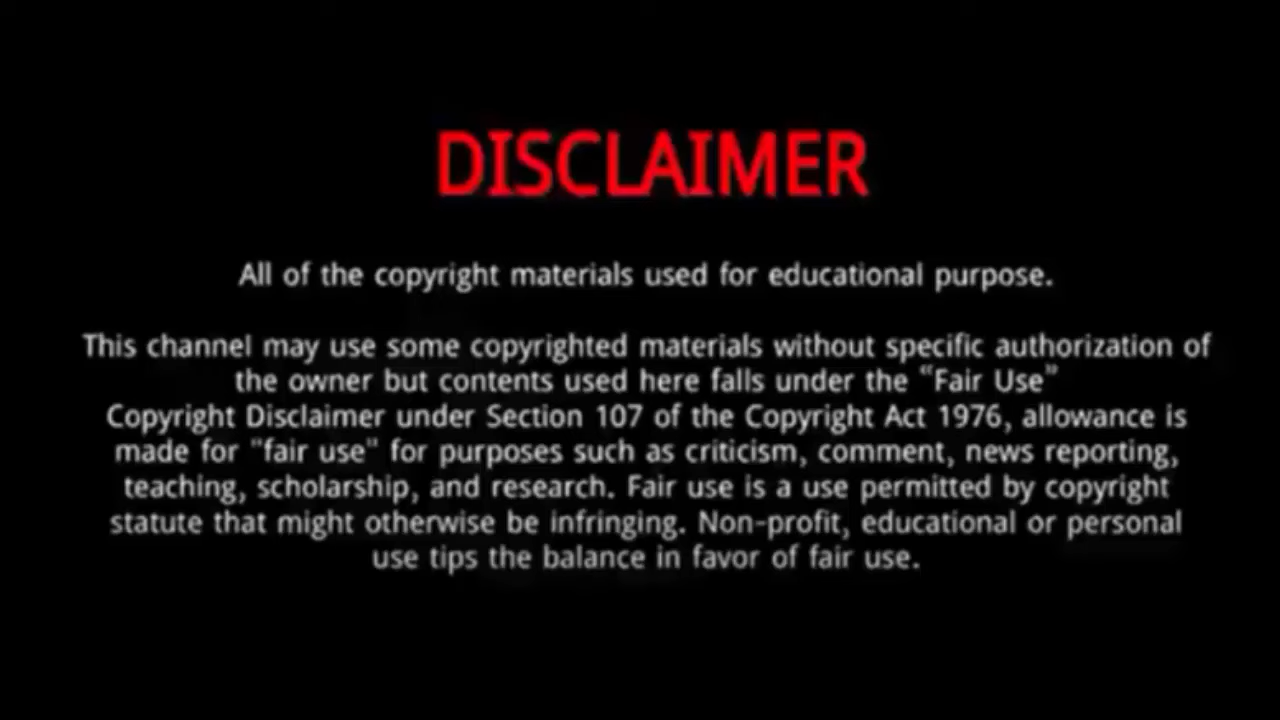 DISCLAIMER
All of the copyright materials used for educational purpose.
This channel may use some copyrighted materials without specific authorization of
the owner but contents used here falls under the “Fair Use”
Copyright Disclaimer under Section 107 of the Copyright Act 1976, allowance is
made for "fair use" for purposes such as criticism, comment, news reporting,
teaching, scholarship, and research. Fair use is a use permitted by copyright
statute that might otherwise be infringing. Non-profit, educational or personal
use tips the balance in favor of fair use.